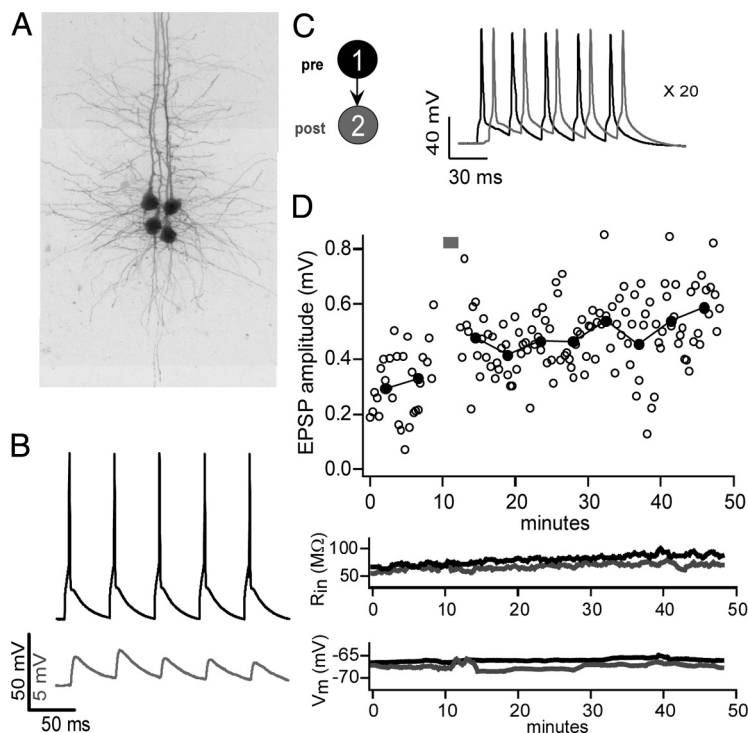 A
B
50 mV
5 mV
50 ms
C
pre
1
post
2
40 mV
30 ms
X 20
D
EPSP amplitude (mV)
0.8
0.6
0.4
0.2
0.0
0 10 20 30 40 50
minutes
Rin (MΩ)
100
50
0 10 20 30 40 50
Vm (mV)
-65
-70
0 10 20 30 40 50
minutes